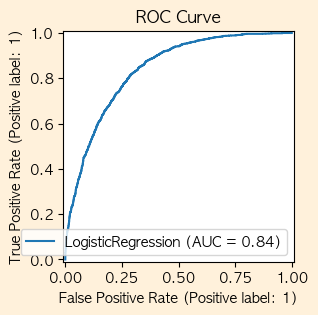 ROC Curve
True Positive Rate (Positive label: 1)
1.0
0.8
0.6
0.4
0.2
0.0
LogisticRegression (AUC = 0.84)
0.00 0.25 0.50 0.75 1.00
False Positive Rate (Positive label: 1)